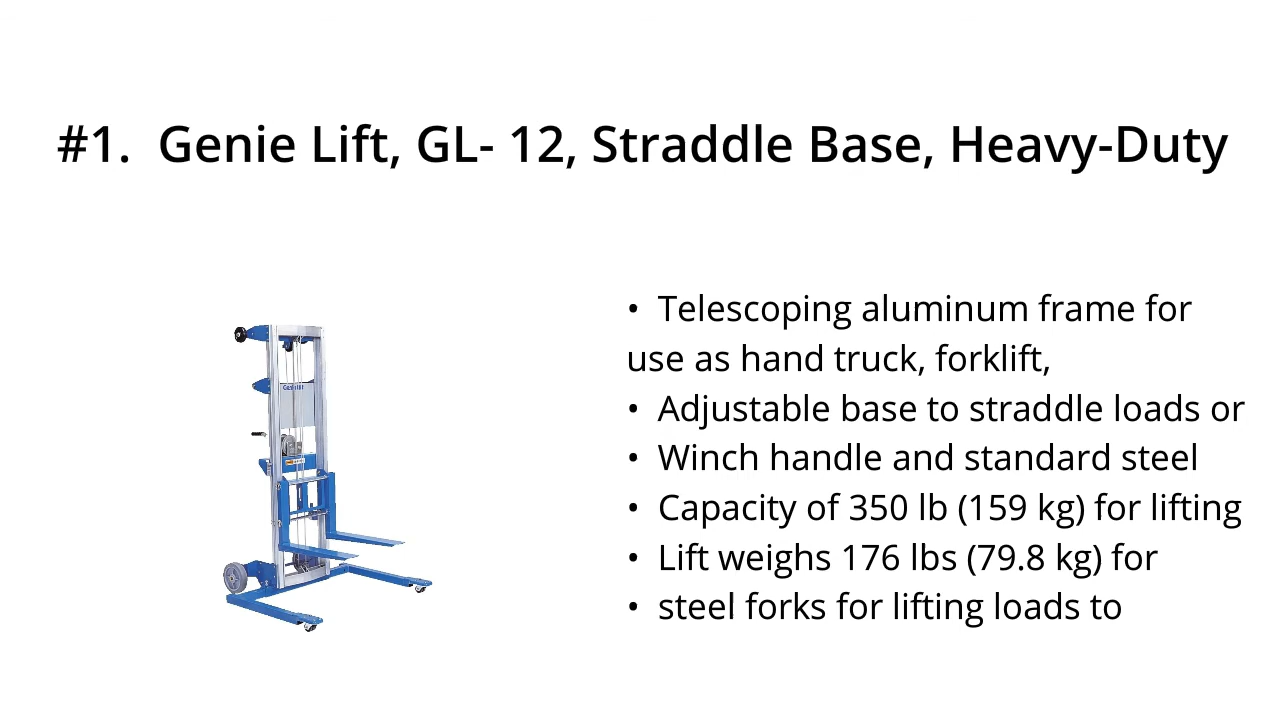 #1.  Genie Lift, GL- 12, Straddle Base, Heavy-Duty
• Telescoping aluminum frame for
use as hand truck, forklift,
• Adjustable base to straddle loads or
• Winch handle and standard steel
• Capacity of 350 lb (159 kg) for lifting
• Lift weighs 176 lbs (79.8 kg) for
• steel forks for lifting loads to
Genie Lift